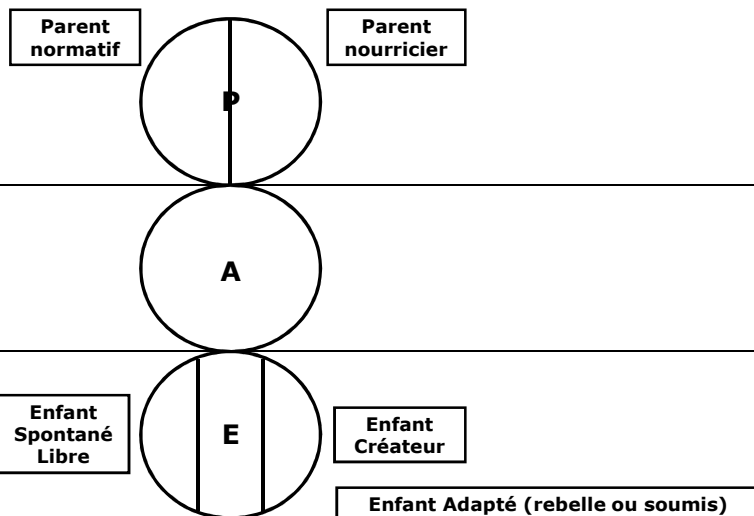 Parent
normatif
Parent
nourricier
P
A
Enfant
Spontané
Libre
E
Enfant
Créateur
Enfant Adapté (rebelle ou soumis)